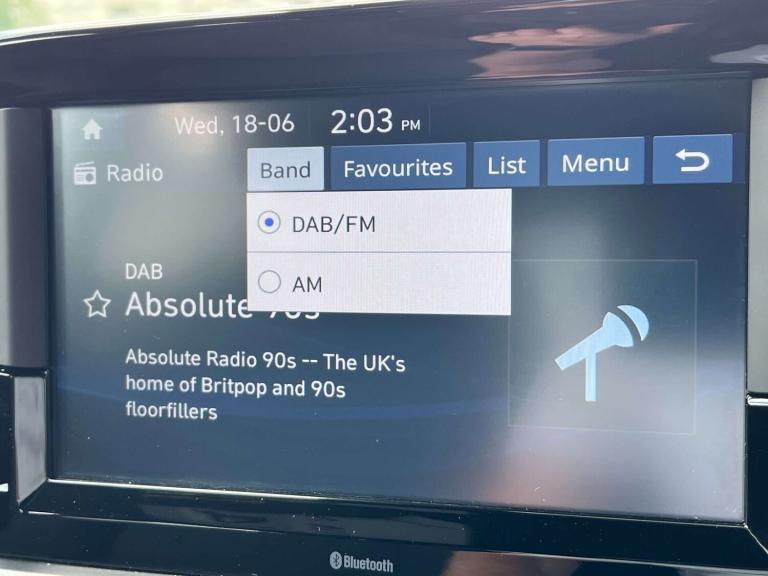 Wed, 18-06 2:03 PM
Radio Band Favourites List Menu
DAB/FM
AM
DAB
Absolute 90s
Absolute Radio 90s -- The UK's
home of Britpop and 90s
floorfillers
Bluetooth